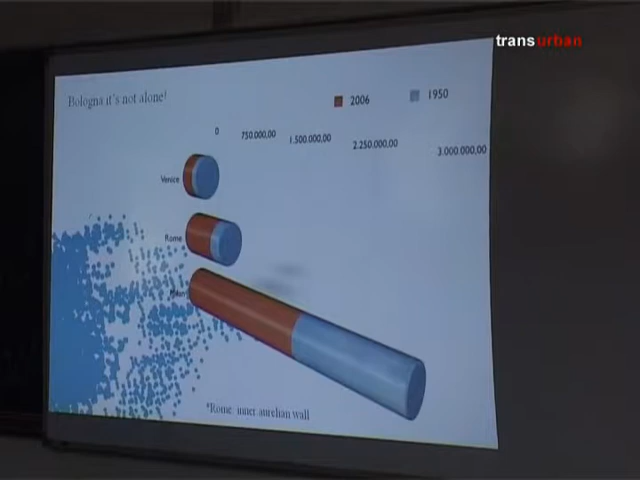 transurban
Bologna it's not alone!
2006
1950
0
750.000,00
1.500.000,00
2.250.000,00
3.000.000,00
Venice
Rome
Milan
*Rome: inner aurelian wall